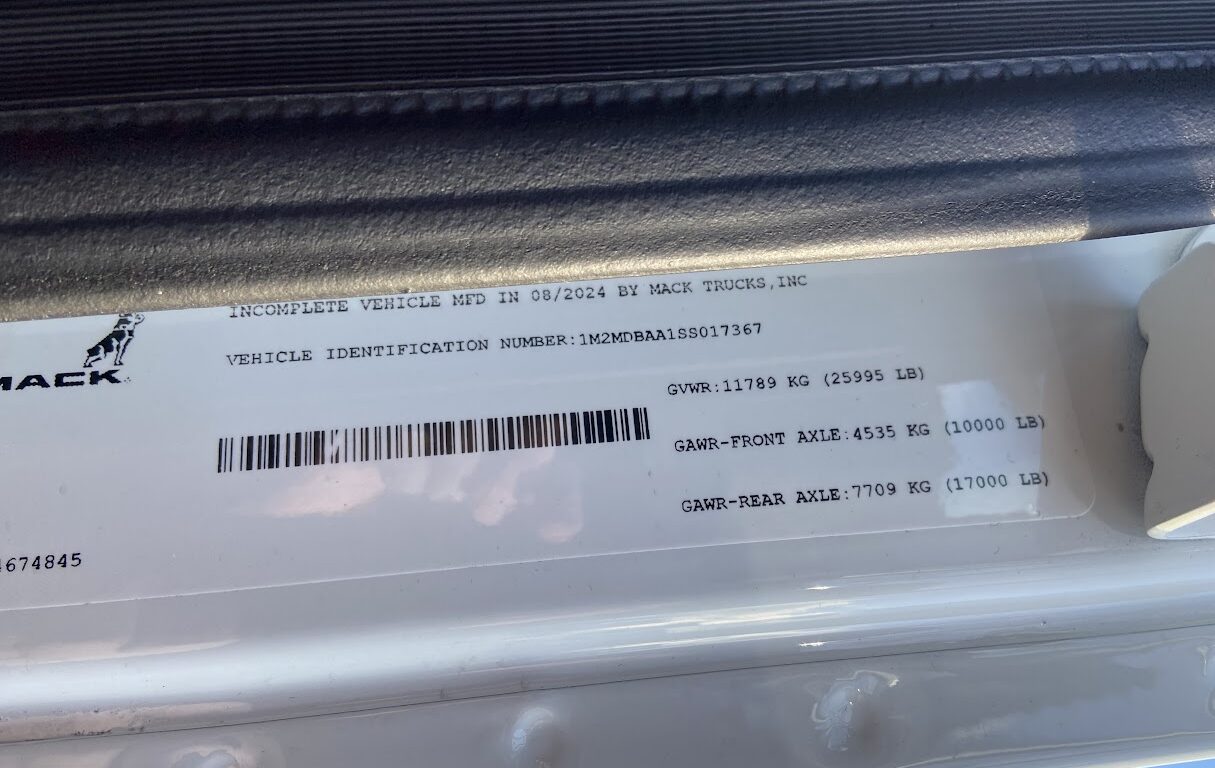 INCOMPLETE VEHICLE MFD IN 08/2024 BY MACK TRUCKS,INC
MACK
VEHICLE IDENTIFICATION NUMBER:1M2MDBAA1SS017367
GVWR:11789 KG (25995 LB)
GAWR-FRONT AXLE:4535 KG (10000 LB)
GAWR-REAR AXLE:7709 KG (17000 LB)
674845